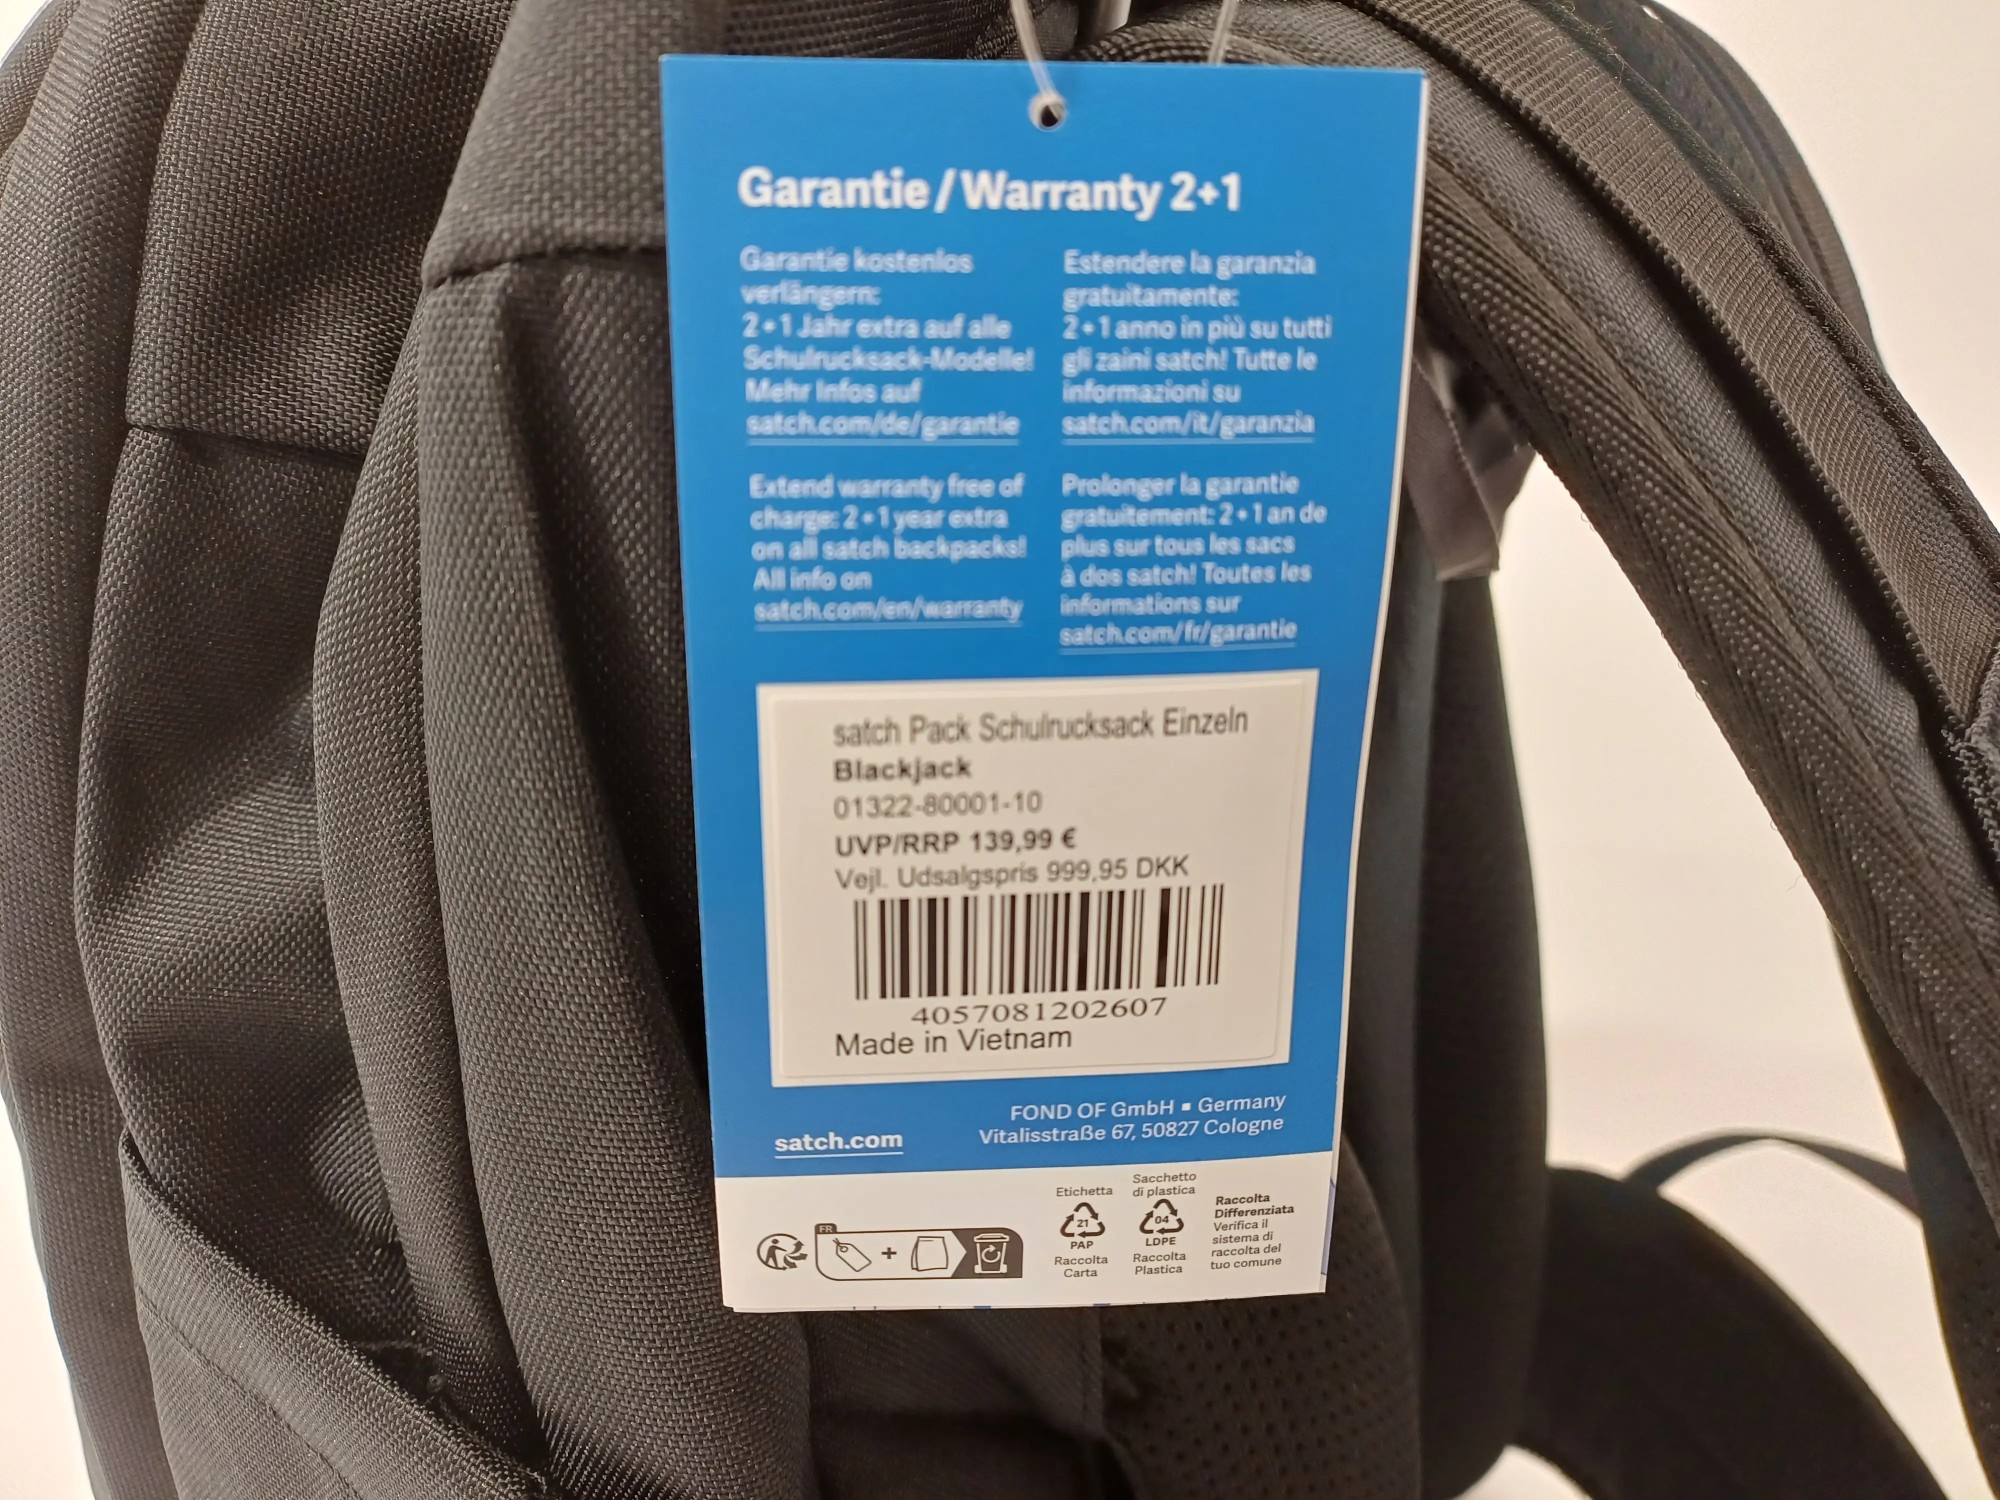 Garantie / Warranty 2+1
Garantie kostenlos
verlängern:
2+1 Jahr extra auf alle
Schulrucksack-Modelle!
Mehr Infos auf
satch.com/de/garantie
Extend warranty free of
charge: 2+1 year extra
on all satch backpacks!
All info on
satch.com/en/warranty
Estendere la garanzia
gratuitamente:
2+1 anno in più su tutti
gli zaini satch! Tutte le
informazioni su
satch.com/it/garanzia
Prolonger la garantie
gratuitement: 2+1 an de
plus sur tous les sacs
à dos satch! Toutes les
informations sur
satch.com/fr/garantie
satch Pack Schulrucksack Einzeln
Blackjack
01322-80001-10
UVP/RRP 139,99 €
Vejl. Udsalgspris 999,95 DKK
4057081202607
Made in Vietnam
satch.com
FOND OF GmbH ▪ Germany
Vitalisstraße 67, 50827 Cologne
FR
+
Etichetta
21
PAP
Raccolta
Carta
Sacchetto
di plastica
04
LDPE
Raccolta
Plastica
Raccolta
Differenziata
Verifica il
sistema di
raccolta del
tuo comune